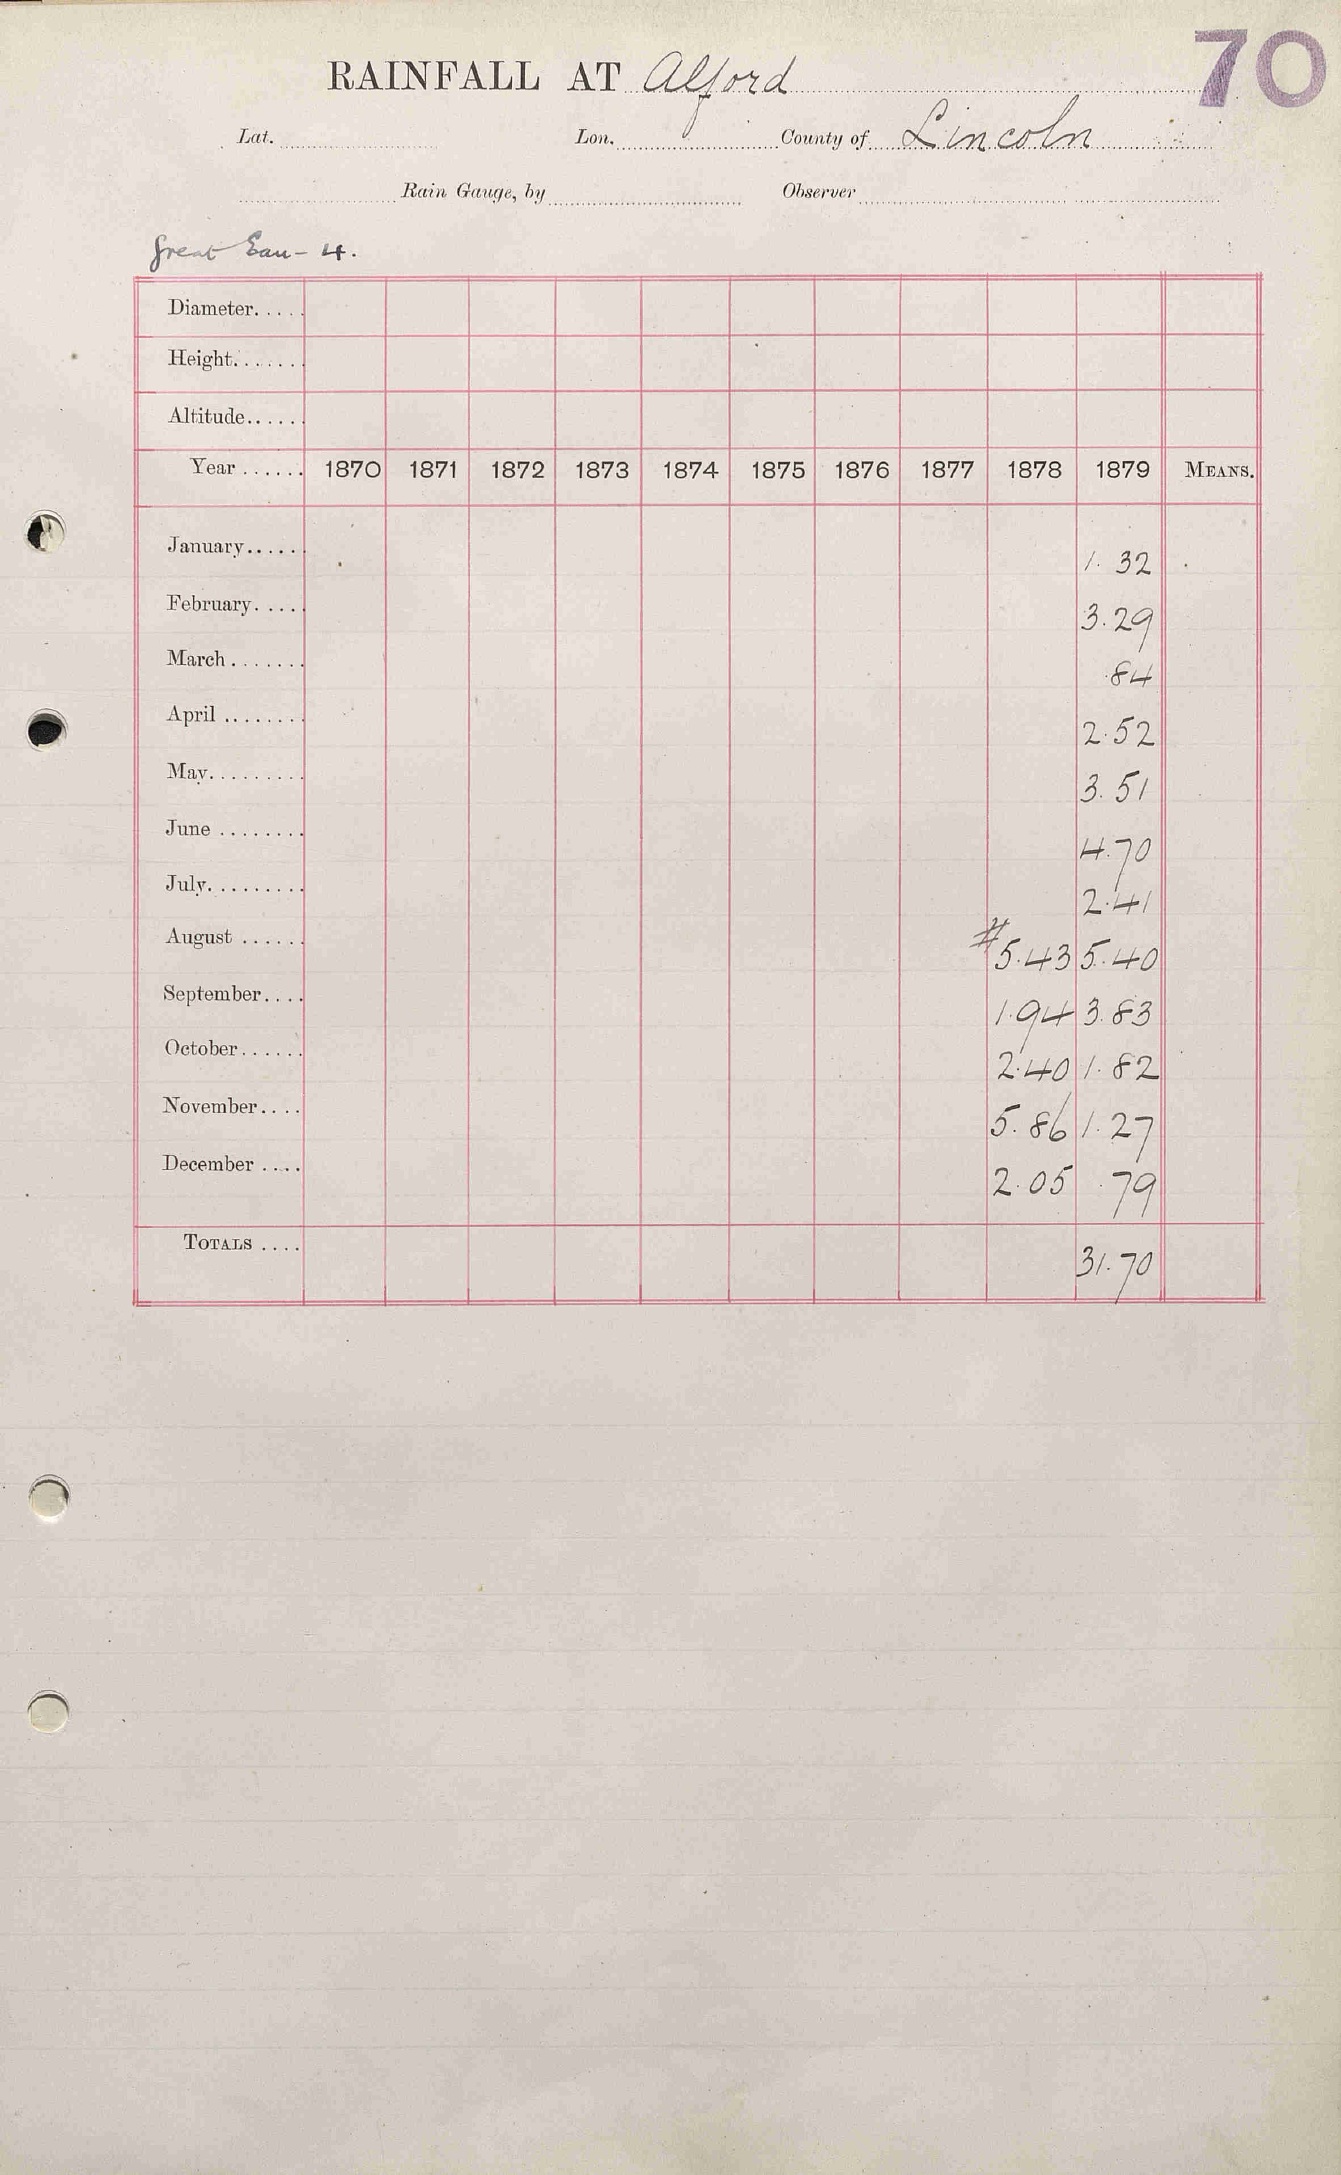 70
RAINFALL AT Alford
Lat. Lon. County of Lincoln
Rain Gauge, by Observer
Great Eau - 4.
Diameter.....
Height.......
Altitude......
Year ...... 1870 1871 1872 1873 1874 1875 1876 1877 1878 1879 MEANS.
January..... 1.32
February..... 3.29
March ....... .84
April ........ 2.52
May......... 3.51
June ........ 4.70
July......... 2.41
August ...... # 5.43 5.40
September.... 1.94 3.83
October...... 2.40 1.82
November.... 5.86 1.27
December .... 2.05 .79
TOTALS .... 31.70